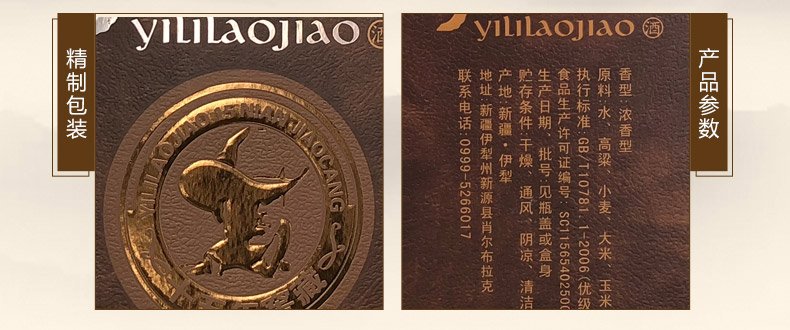 精制包装
YILILAOJIAO 酒
YILILAOJIAO 15 NIAN JIAOCANG
YILILAOJIAO 酒
香型:浓香型
原料:水、高粱、小麦、大米、玉米
执行标准:GB/T10781.1-2006(优级
食品生产许可证编号:SC11565402500
生产日期、批号:见瓶盖或盒身
贮存条件:干燥、通风、阴凉、清洁
产地:新疆·伊犁
地址:新疆伊犁州新源县肖尔布拉克
联系电话:0999-5266017
产品参数